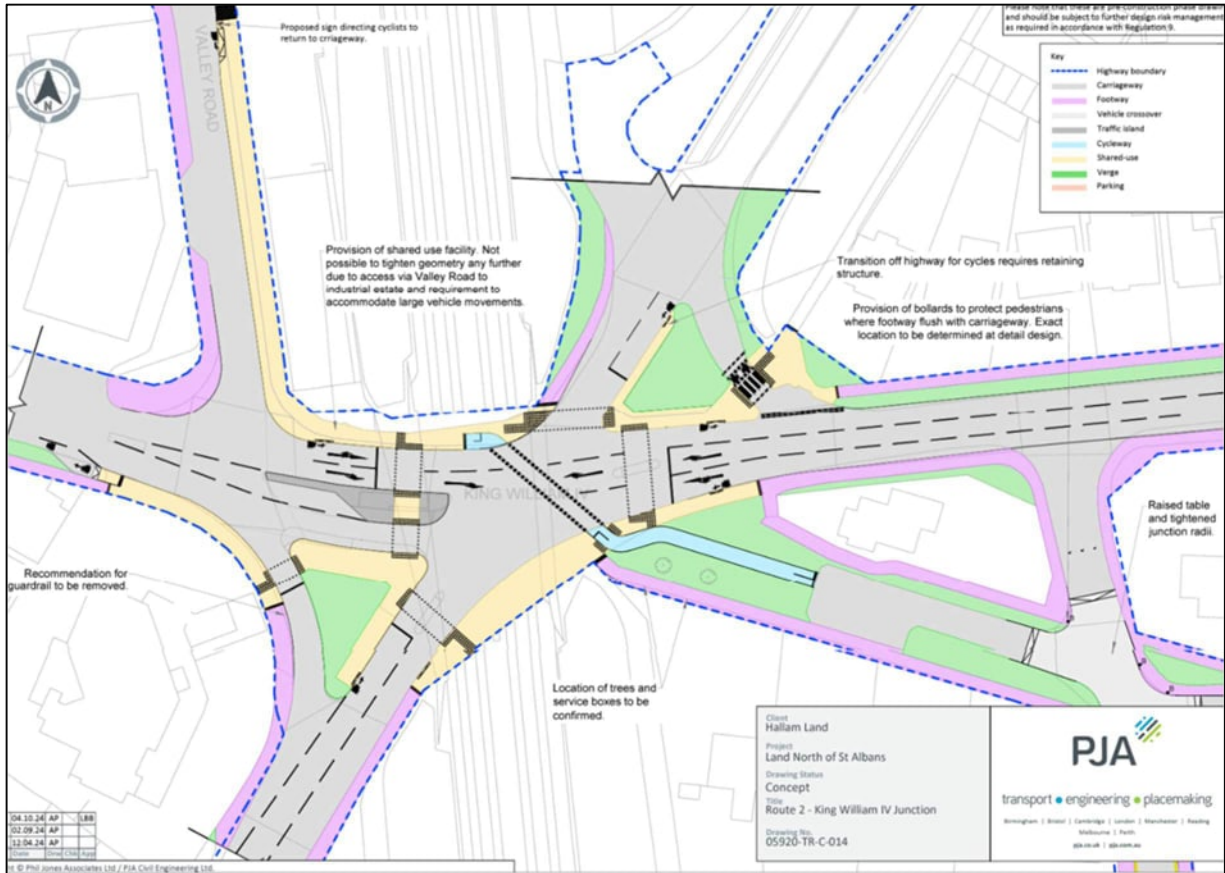 Proposed sign directing cyclists to
return to crriageway.
Please note that these are pre-construction phase drawin
and should be subject to further design risk management
as required in accordance with Regulation 9.
Key
Highway boundary
Carriageway
Footway
Vehicle crossover
Traffic island
Cycleway
Shared-use
Verge
Parking
VALLEY ROAD
N
Provision of shared use facility. Not
possible to tighten geometry any further
due to access via Valley Road to
industrial estate and requirement to
accommodate large vehicle movements.
Transition off highway for cycles requires retaining
structure.
Provision of bollards to protect pedestrians
where footway flush with carriageway. Exact
location to be determined at detail design.
KING WILLIAM IV
Raised table
and tightened
junction radii.
Recommendation for
guardrail to be removed.
Location of trees and
service boxes to be
confirmed.
Client
Hallam Land
Project
Land North of St Albans
Drawing Status
Concept
Title
Route 2 - King William IV Junction
Drawing No.
05920-TR-C-014
PJA
transport • engineering • placemaking
Birmingham | Bristol | Cambridge | London | Manchester | Reading
Melbourne | Perth
pja.co.uk | pja.com.au
04.10.24 AP LBB
02.09.24 AP
12.04.24 AP
Date Drw Chk App
© Phil Jones Associates Ltd / PJA Civil Engineering Ltd.